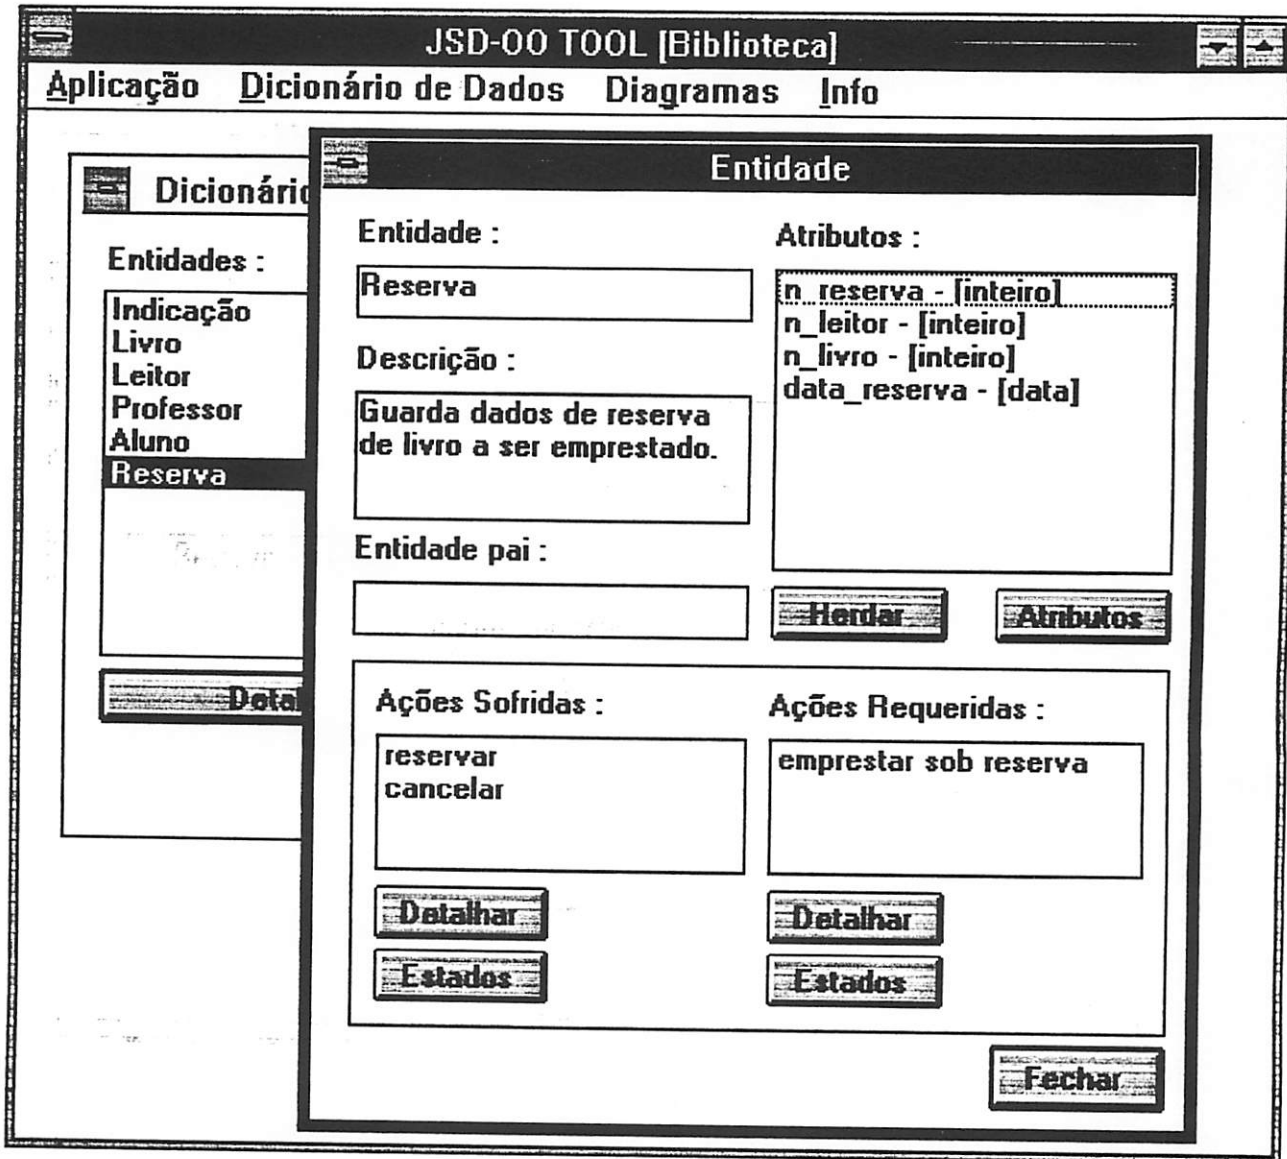 JSD-OO TOOL [Biblioteca]
Aplicação Dicionário de Dados Diagramas Info
Dicionário
Entidades :
Indicação
Livro
Leitor
Professor
Aluno
Reserva
Detal
Entidade
Entidade :
Reserva
Descrição :
Guarda dados de reserva
de livro a ser emprestado.
Entidade pai :
Atributos :
n_reserva - [inteiro]
n_leitor - [inteiro]
n_livro - [inteiro]
data_reserva - [data]
Herdar Atributos
Ações Sofridas :
reservar
cancelar
Detalhar
Estados
Ações Requeridas :
emprestar sob reserva
Detalhar
Estados
Fechar